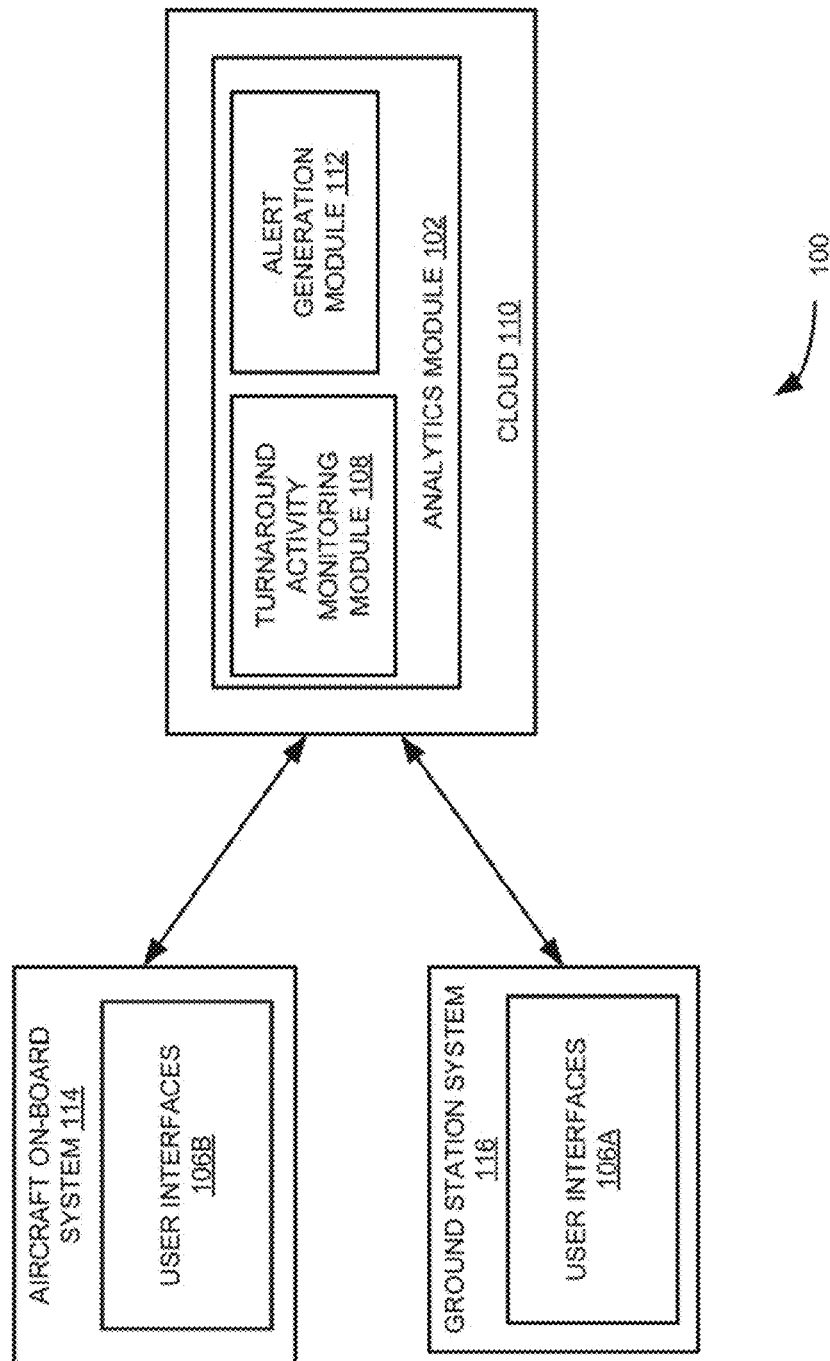 AIRCRAFT ON-BOARD
SYSTEM 114
USER INTERFACES
106B
GROUND STATION SYSTEM
116
USER INTERFACES
106A
TURNAROUND
ACTIVITY
MONITORING
MODULE 108
ALERT
GENERATION
MODULE 112
ANALYTICS MODULE 102
CLOUD 110
100